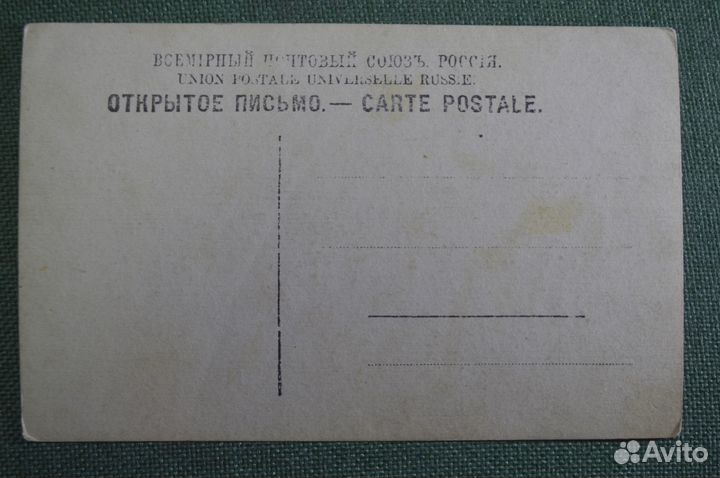 ВСЕМІРНЫЙ ПОЧТОВЫЙ СОЮЗЪ. РОССІЯ.
UNION POSTALE UNIVERSELLE RUSSIE.
ОТКРЫТОЕ ПИСЬМО.— CARTE POSTALE.
Avito